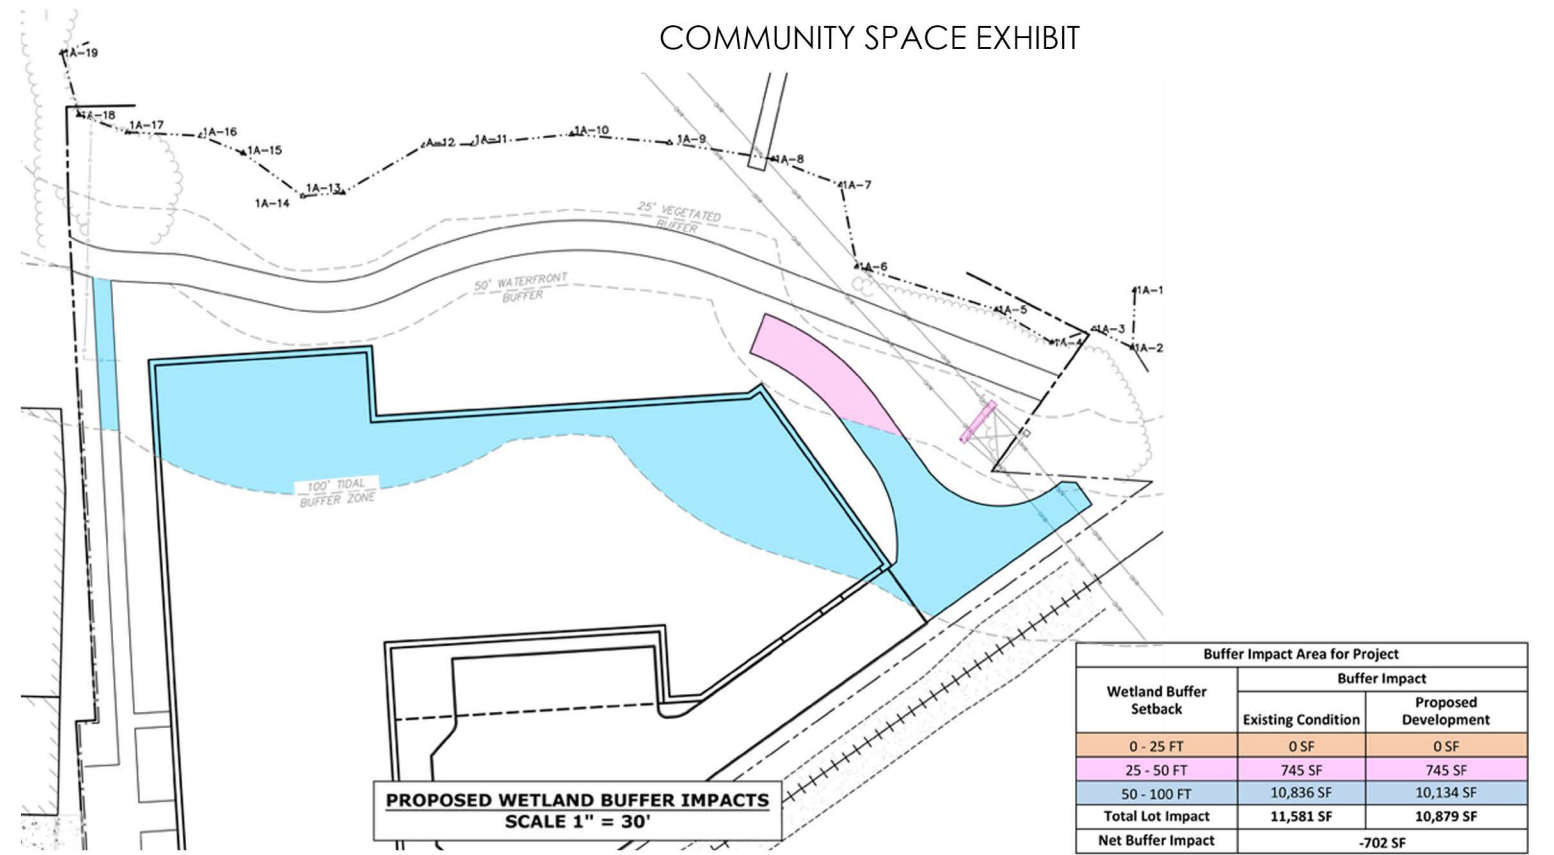 COMMUNITY SPACE EXHIBIT
1A-19
1A-18
1A-17
1A-16
1A-15
1A-14
1A-13
A-12
1A-11
1A-10
1A-9
1A-8
1A-7
1A-6
1A-5
1A-4
1A-3
1A-2
1A-1
25' VEGETATED
BUFFER
50' WATERFRONT
BUFFER
100' TIDAL
BUFFER ZONE
PROPOSED WETLAND BUFFER IMPACTS
SCALE 1" = 30'
Buffer Impact Area for Project
Wetland Buffer Setback
Buffer Impact
Existing Condition
Proposed Development
0 - 25 FT 0 SF 0 SF
25 - 50 FT 745 SF 745 SF
50 - 100 FT 10,836 SF 10,134 SF
Total Lot Impact 11,581 SF 10,879 SF
Net Buffer Impact -702 SF